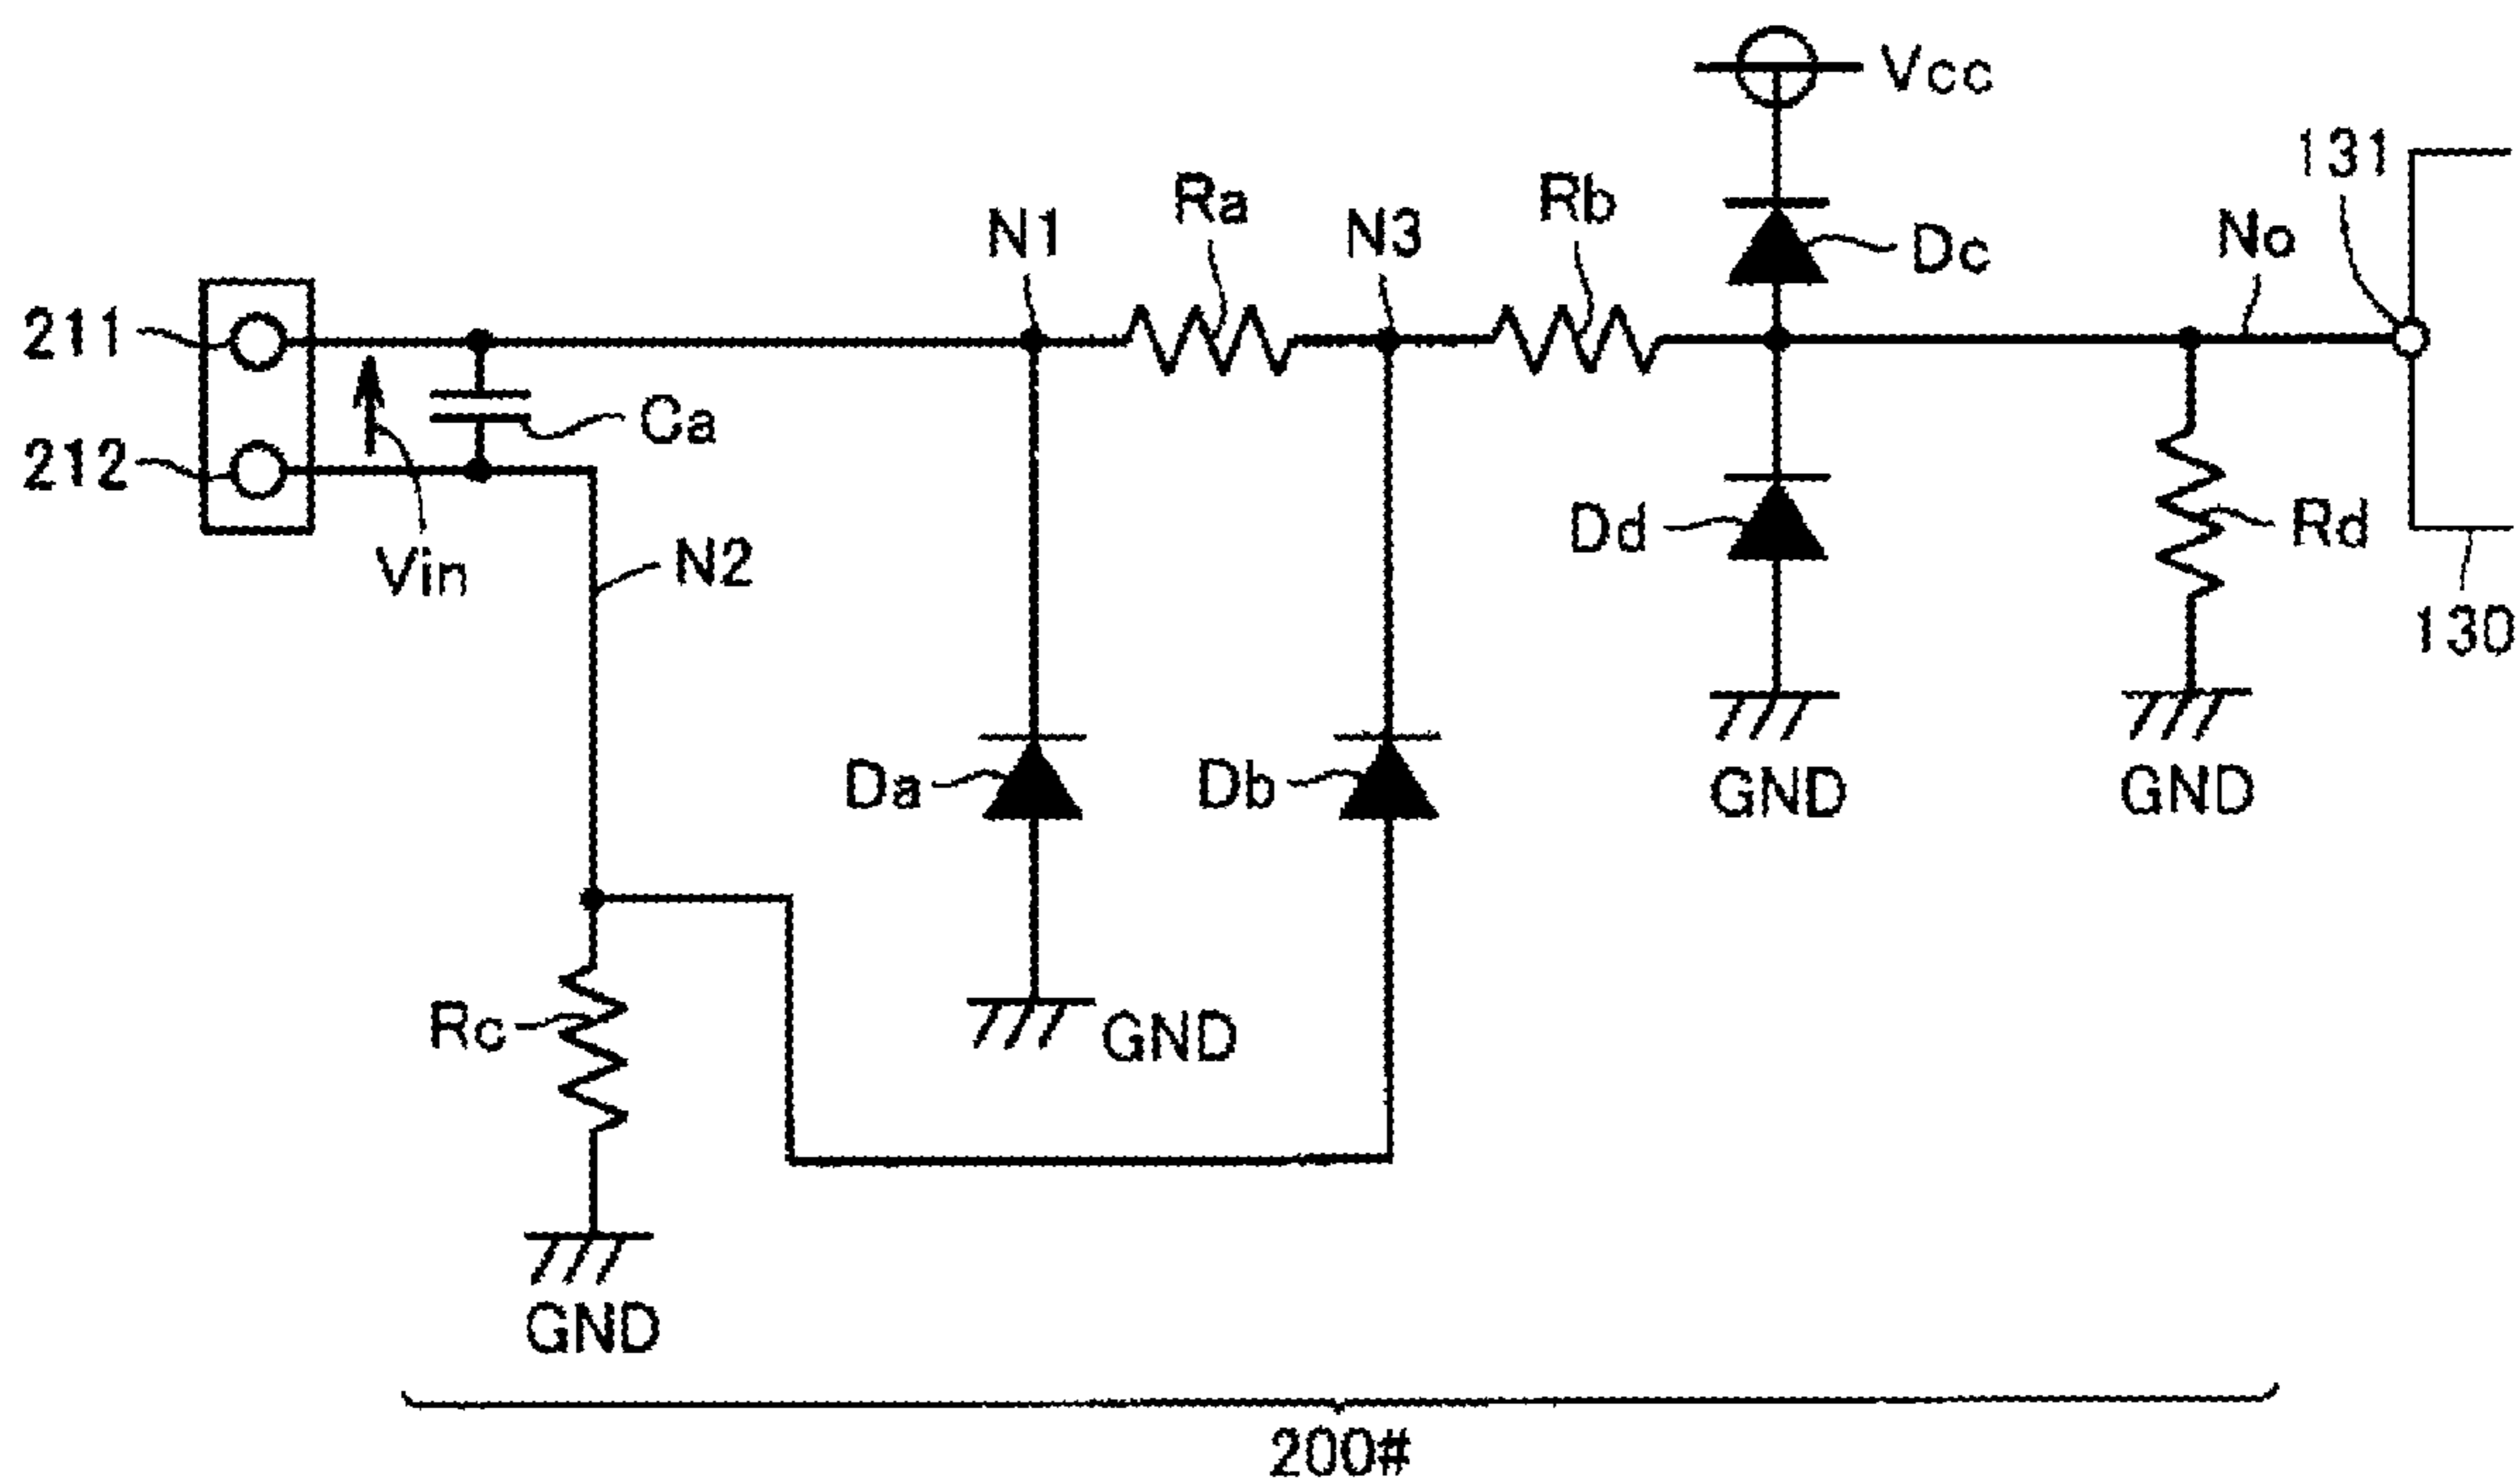 Vcc
131
Ra
Rb
N1
N3
Dc
No
211
Ca
212
Vin
N2
Dd
Rd
130
Da
Db
GND
GND
Rc
GND
GND
200#